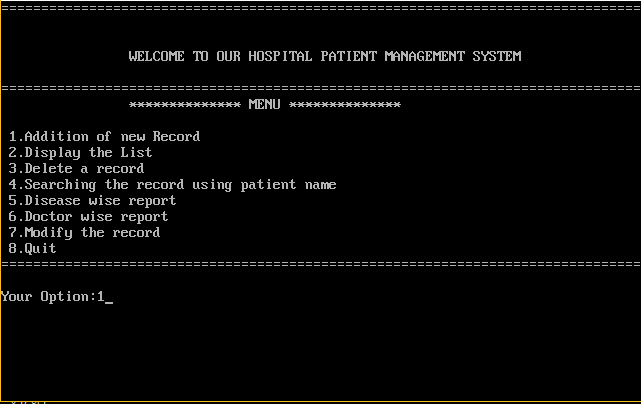 ================================================================================
WELCOME TO OUR HOSPITAL PATIENT MANAGEMENT SYSTEM
================================================================================
************** MENU **************
1.Addition of new Record
2.Display the List
3.Delete a record
4.Searching the record using patient name
5.Disease wise report
6.Doctor wise report
7.Modify the record
8.Quit
================================================================================
Your Option:1_